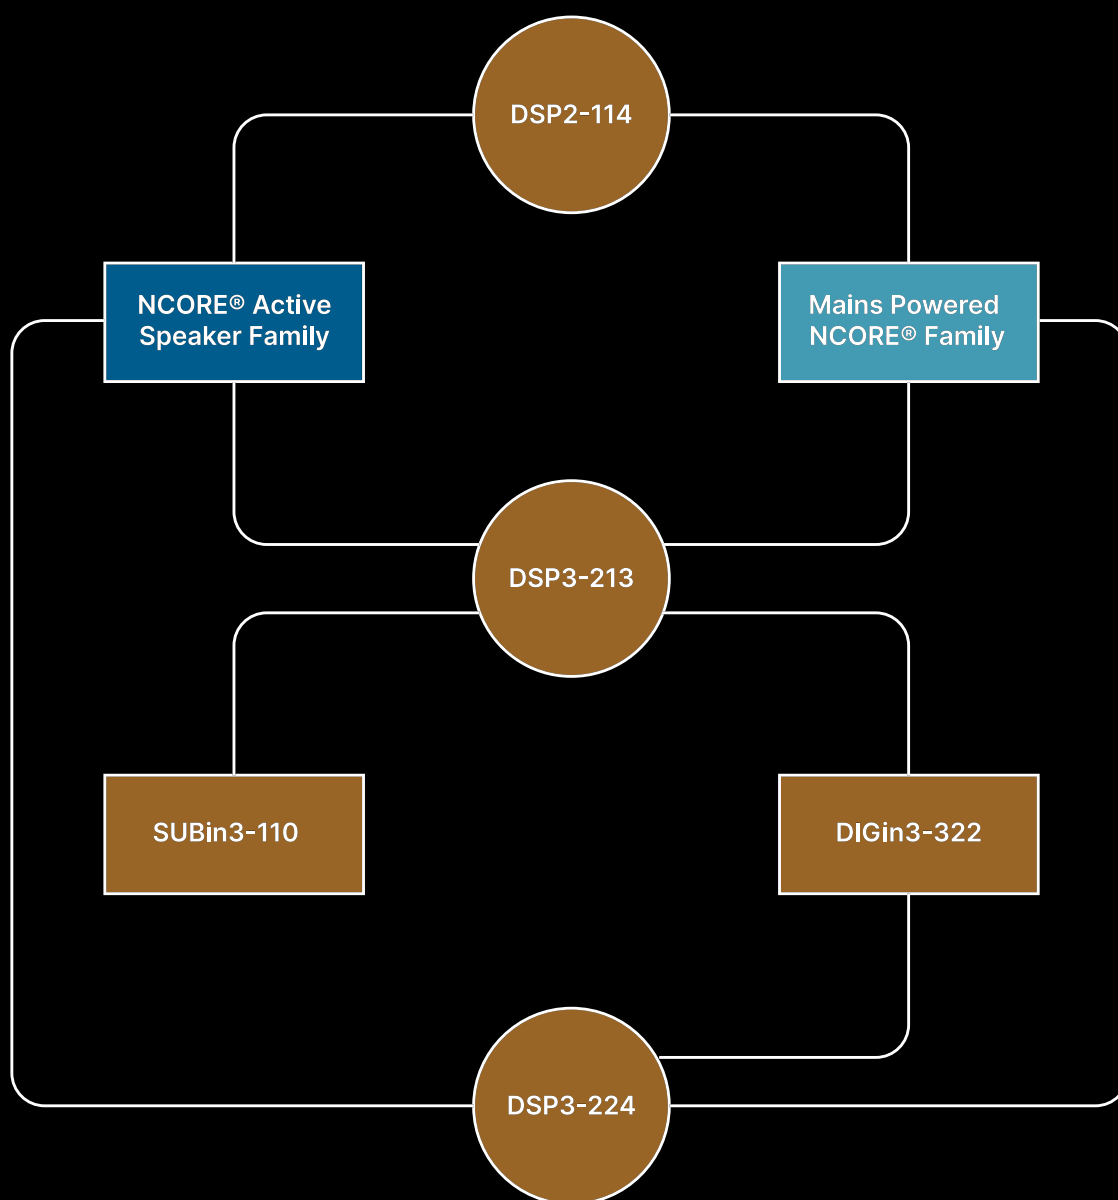 DSP2-114
NCORE® Active
Speaker Family
Mains Powered
NCORE® Family
DSP3-213
SUBin3-110
DIGin3-322
DSP3-224